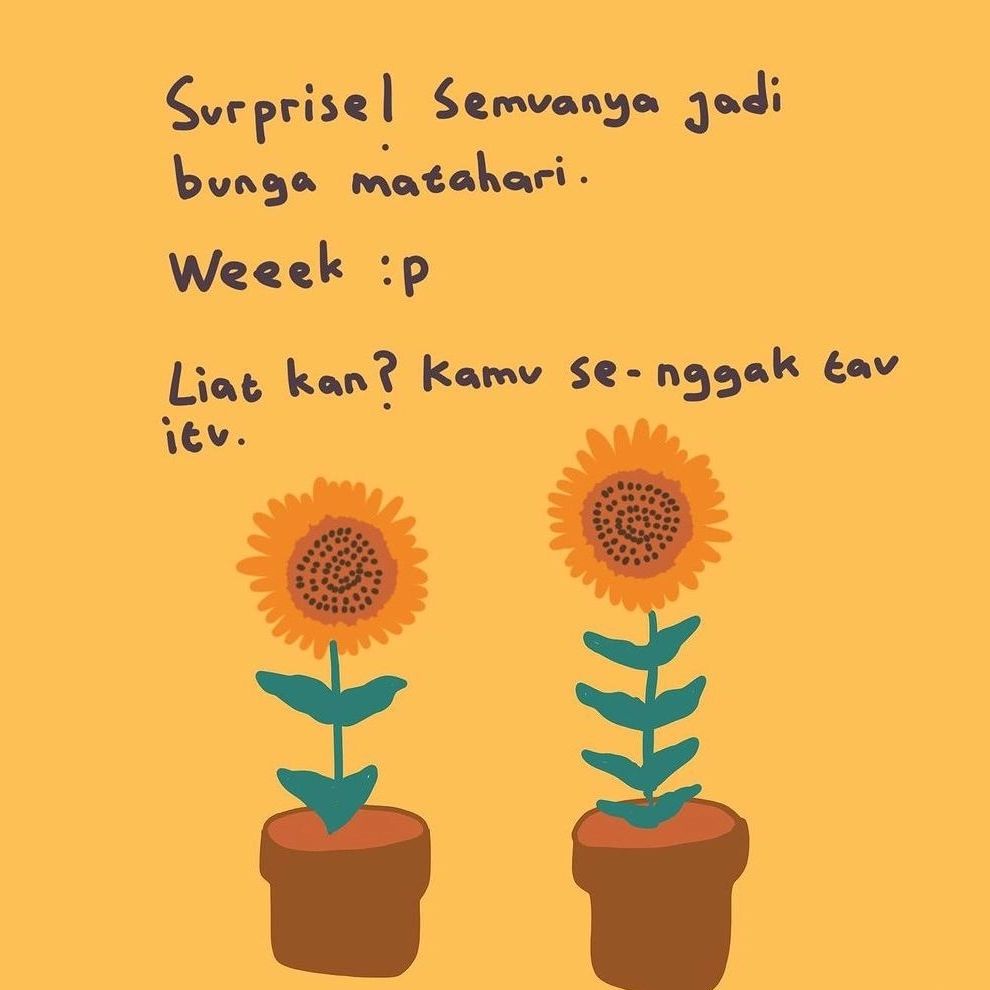 Surprise! Semuanya jadi
bunga matahari.
Weeek :p
Liat kan? Kamu se-nggak tau
itu.